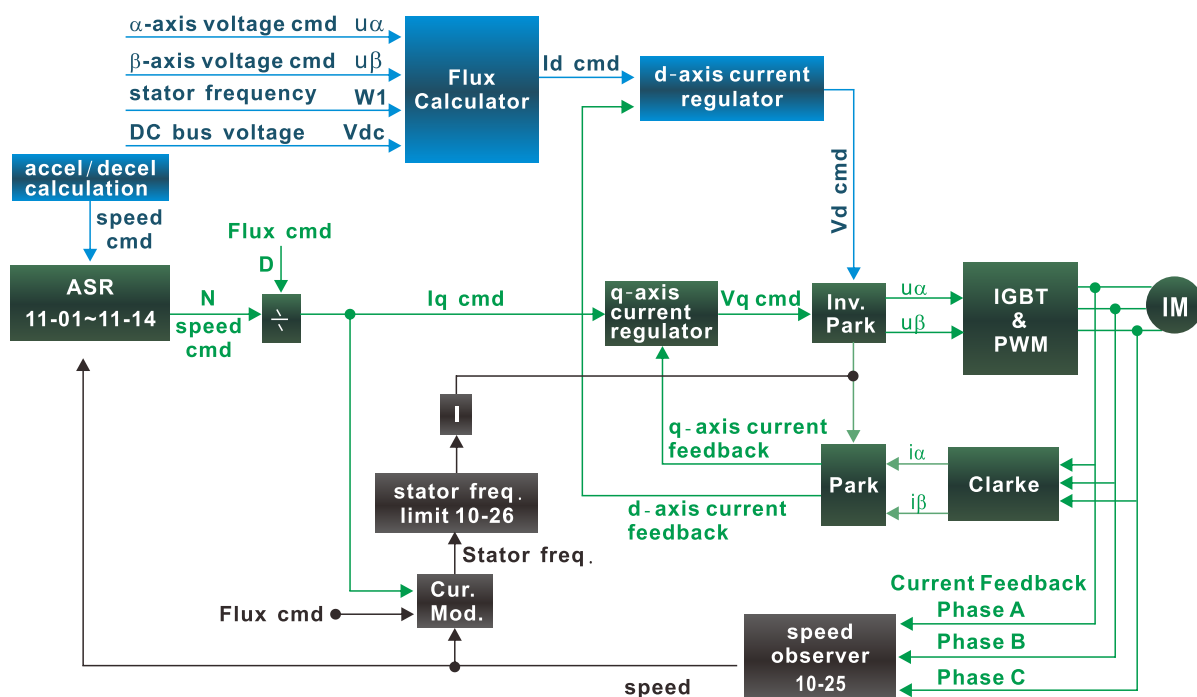 α-axis voltage cmd uα
β-axis voltage cmd uβ
stator frequency W1
DC bus voltage Vdc
Flux
Calculator
Id cmd
d-axis current
regulator
accel/decel
calculation
speed
cmd
Vd cmd
Flux cmd
D
ASR
11-01~11-14
N
speed
cmd
Iq cmd
q-axis
current
regulator
Vq cmd
Inv.
Park
uα
uβ
IGBT
&
PWM
IM
I
q-axis current
feedback
stator freq.
limit 10-26
d-axis current
feedback
Park
iα
iβ
Clarke
Stator freq.
Cur.
Mod.
Flux cmd
Current Feedback
Phase A
Phase B
Phase C
speed
observer
10-25
speed